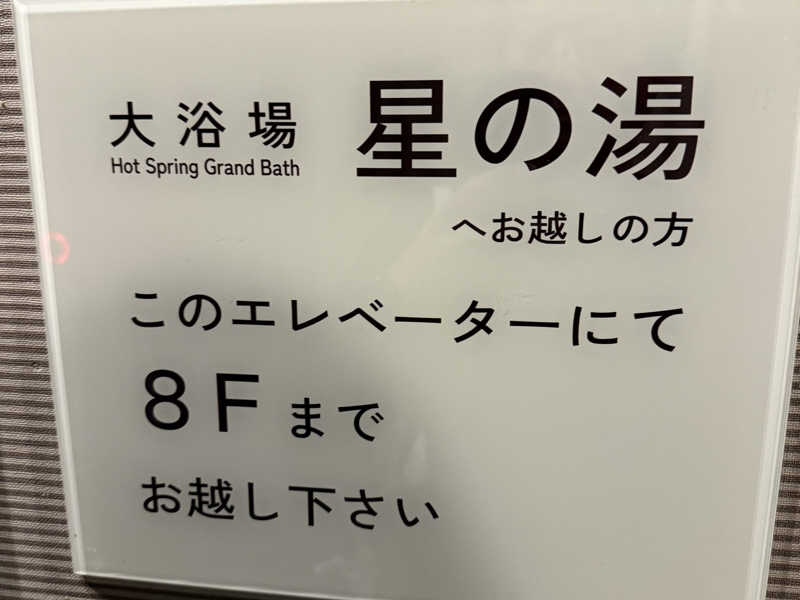 大浴場 星の湯
Hot Spring Grand Bath
へお越しの方
このエレベーターにて
8Fまで
お越し下さい